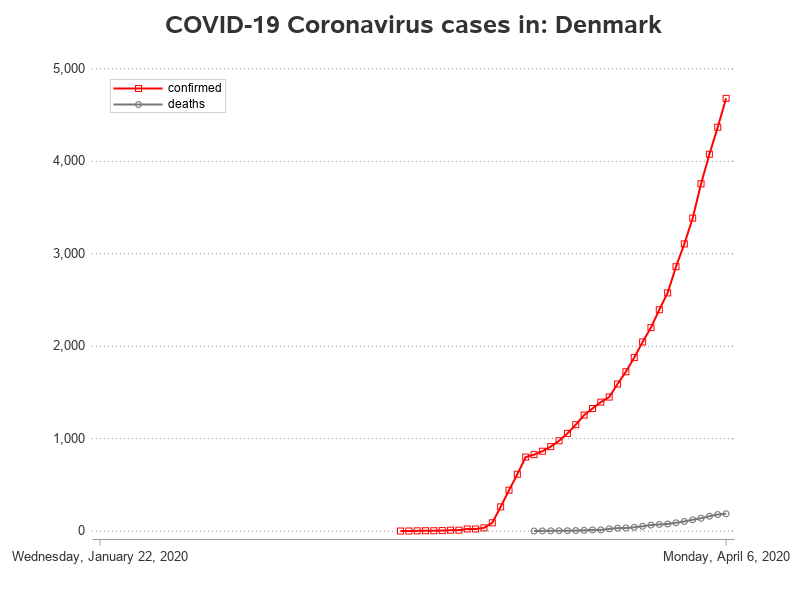 COVID-19 Coronavirus cases in: Denmark
5,000
confirmed
deaths
4,000
3,000
2,000
1,000
0
Wednesday, January 22, 2020
Monday, April 6, 2020